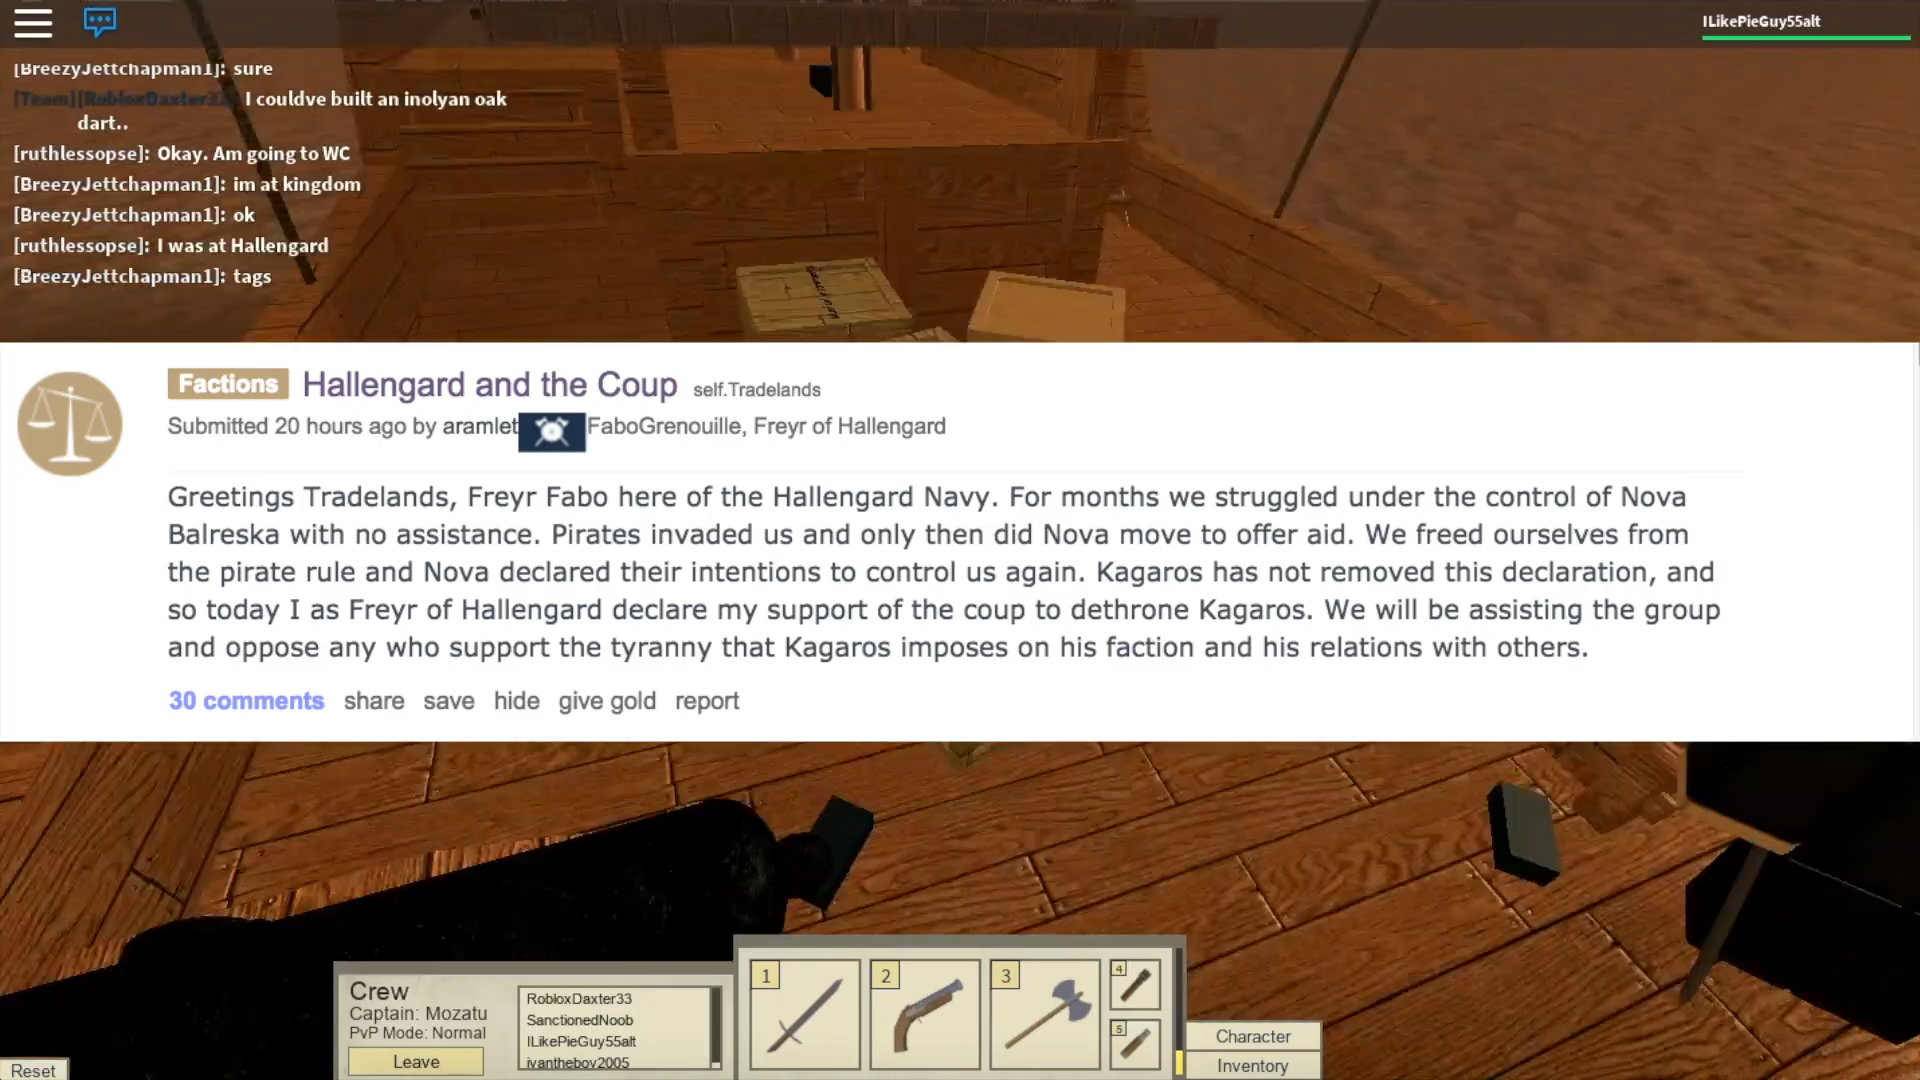 ILikePieGuy55alt
[BreezyJettchapman1]: sure
[Team][RobloxDaxter33]: I couldve built an inolyan oak
dart..
[ruthlessopse]: Okay. Am going to WC
[BreezyJettchapman1]: im at kingdom
[BreezyJettchapman1]: ok
[ruthlessopse]: I was at Hallengard
[BreezyJettchapman1]: tags
Factions Hallengard and the Coup self.Tradelands
Submitted 20 hours ago by aramlet FaboGrenouille, Freyr of Hallengard
Greetings Tradelands, Freyr Fabo here of the Hallengard Navy. For months we struggled under the control of Nova
Balreska with no assistance. Pirates invaded us and only then did Nova move to offer aid. We freed ourselves from
the pirate rule and Nova declared their intentions to control us again. Kagaros has not removed this declaration, and
so today I as Freyr of Hallengard declare my support of the coup to dethrone Kagaros. We will be assisting the group
and oppose any who support the tyranny that Kagaros imposes on his faction and his relations with others.
30 comments share save hide give gold report
Crew
Captain: Mozatu
PvP Mode: Normal
Leave
RobloxDaxter33
SanctionedNoob
ILikePieGuy55alt
ivantheboy2005
1
2
3
4
5
Character
Inventory
Reset